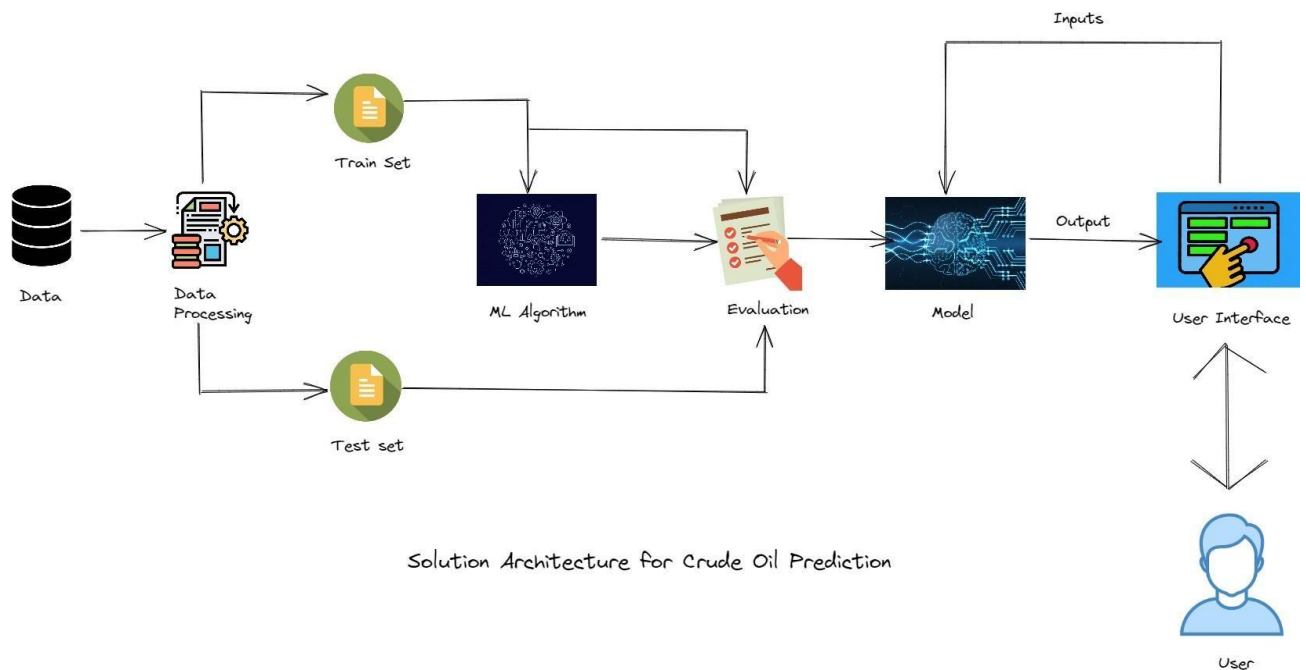 Inputs
Train Set
Output
Data
Data
Processing
ML Algorithm
Evaluation
Model
User Interface
Test set
Solution Architecture for Crude Oil Prediction
User